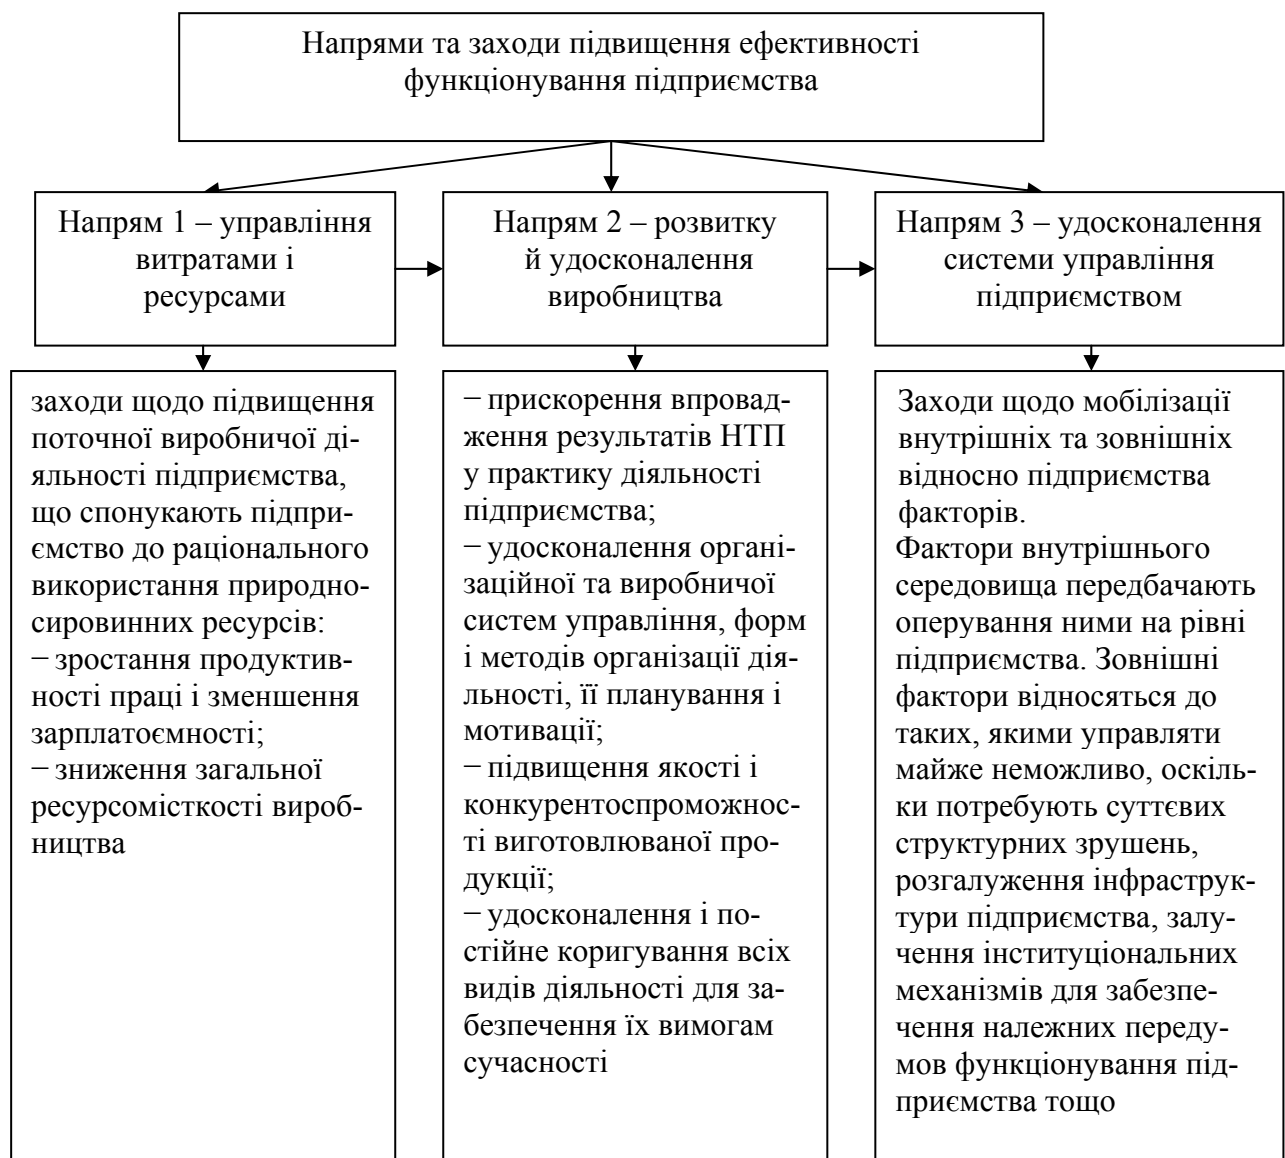 Напрями та заходи підвищення ефективності
функціонування підприємства
Напрям 1 – управління
витратами і
ресурсами
Напрям 2 – розвитку
й удосконалення
виробництва
Напрям 3 – удосконалення
системи управління
підприємством
заходи щодо підвищення
поточної виробничої ді-
яльності підприємства,
що спонукають підпри-
ємство до раціонального
використання природно-
сировинних ресурсів:
− зростання продуктив-
ності праці і зменшення
зарплатоємності;
− зниження загальної
ресурсомісткості вироб-
ництва
− прискорення впровад-
ження результатів НТП
у практику діяльності
підприємства;
− удосконалення органі-
заційної та виробничої
систем управління, форм
і методів організації дія-
льності, її планування і
мотивації;
− підвищення якості і
конкурентоспроможнос-
ті виготовлюваної про-
дукції;
− удосконалення і по-
стійне коригування всіх
видів діяльності для за-
безпечення їх вимогам
сучасності
Заходи щодо мобілізації
внутрішніх та зовнішніх
відносно підприємства
факторів.
Фактори внутрішнього
середовища передбачають
оперування ними на рівні
підприємства. Зовнішні
фактори відносяться до
таких, якими управляти
майже неможливо, оскіль-
ки потребують суттєвих
структурних зрушень,
розгалуження інфраструк-
тури підприємства, залу-
чення інституціональних
механізмів для забезпе-
чення належних переду-
мов функціонування під-
приємства тощо